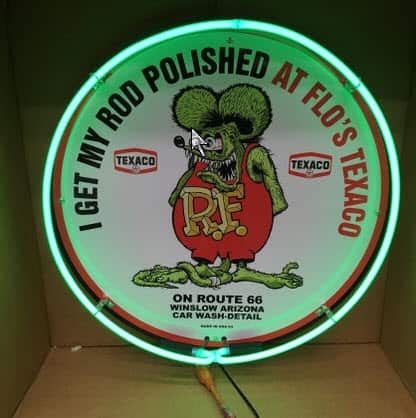 I GET MY ROD POLISHED AT FLO'S TEXACO
TEXACO
TEXACO
R.F.
ON ROUTE 66
WINSLOW ARIZONA
CAR WASH-DETAIL